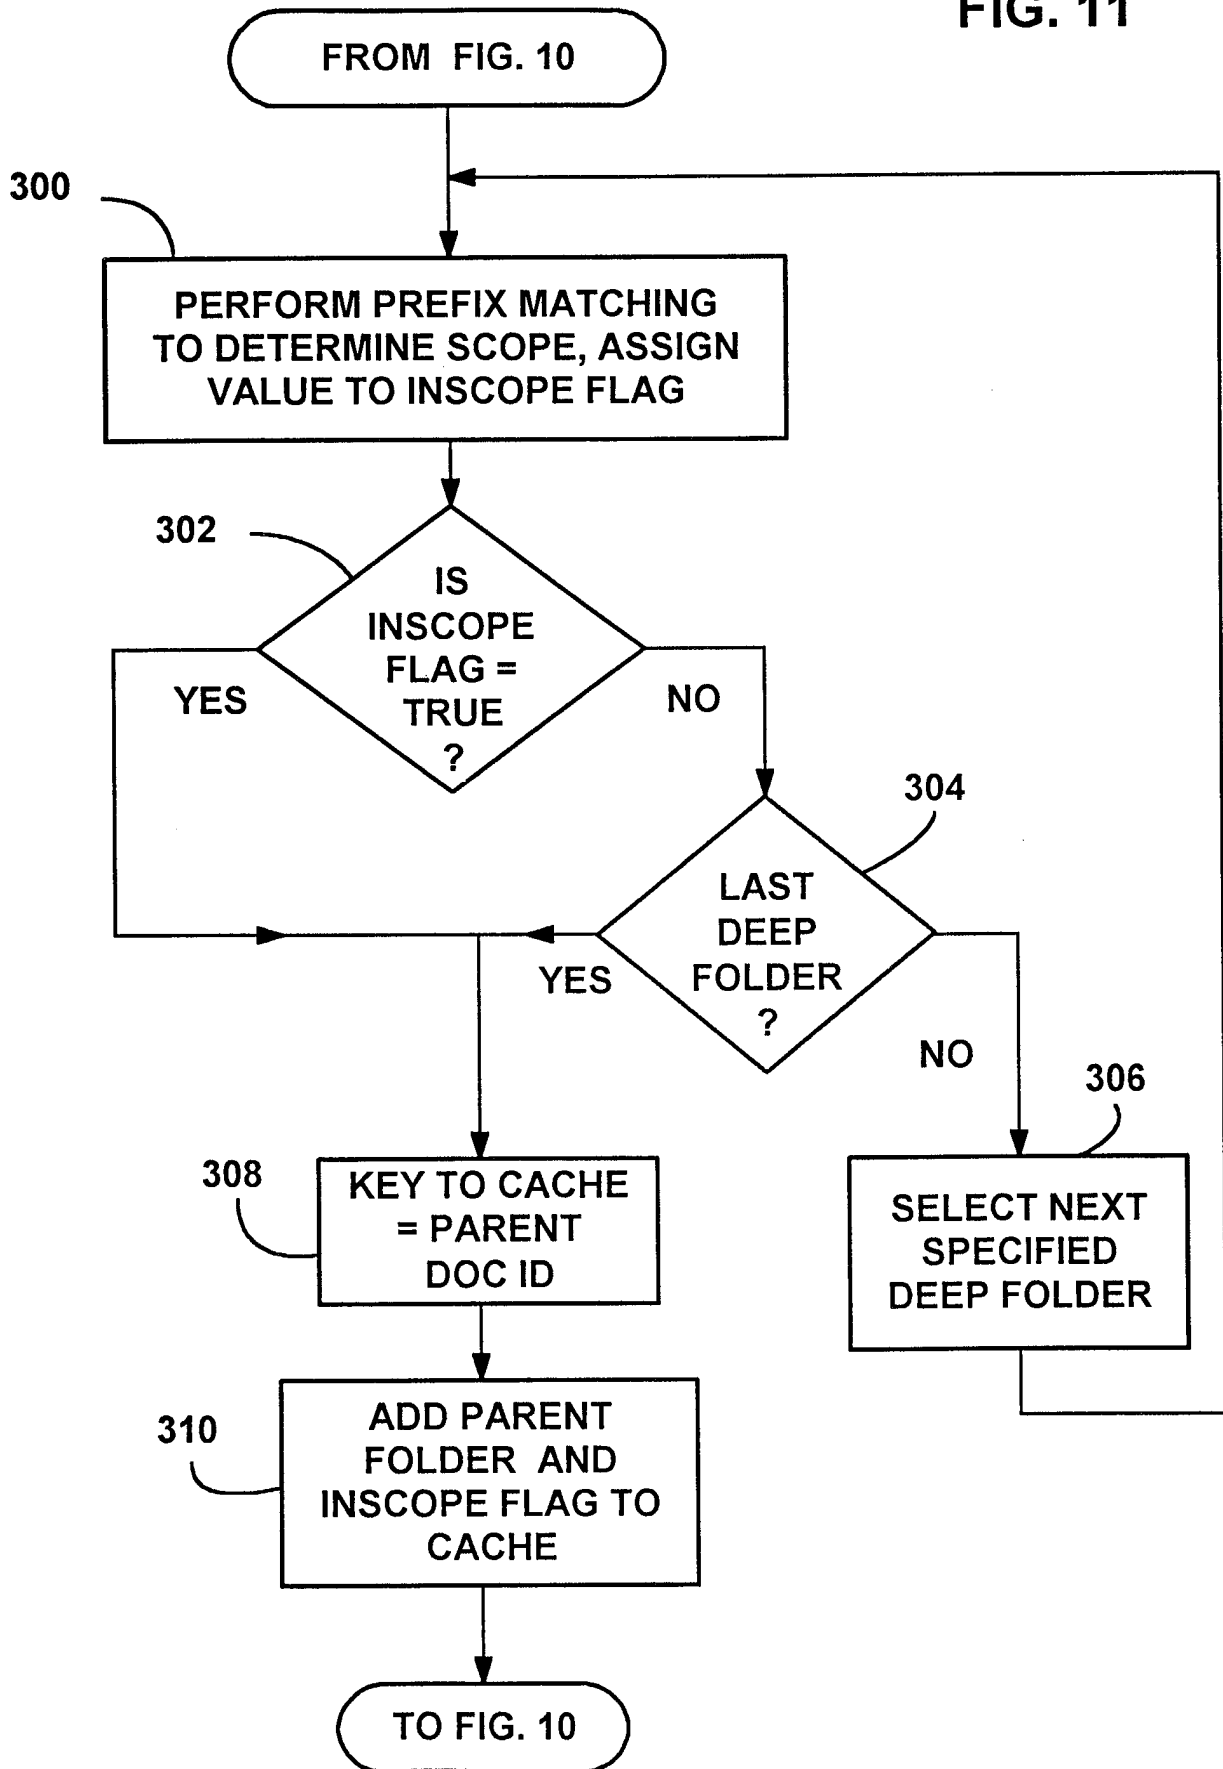 FIG. 11
FROM FIG. 10
300
PERFORM PREFIX MATCHING
TO DETERMINE SCOPE, ASSIGN
VALUE TO INSCOPE FLAG
302
IS
INSCOPE
FLAG =
TRUE
?
YES
NO
304
LAST
DEEP
FOLDER
?
YES
NO
306
308
KEY TO CACHE
= PARENT
DOC ID
SELECT NEXT
SPECIFIED
DEEP FOLDER
310
ADD PARENT
FOLDER AND
INSCOPE FLAG TO
CACHE
TO FIG. 10